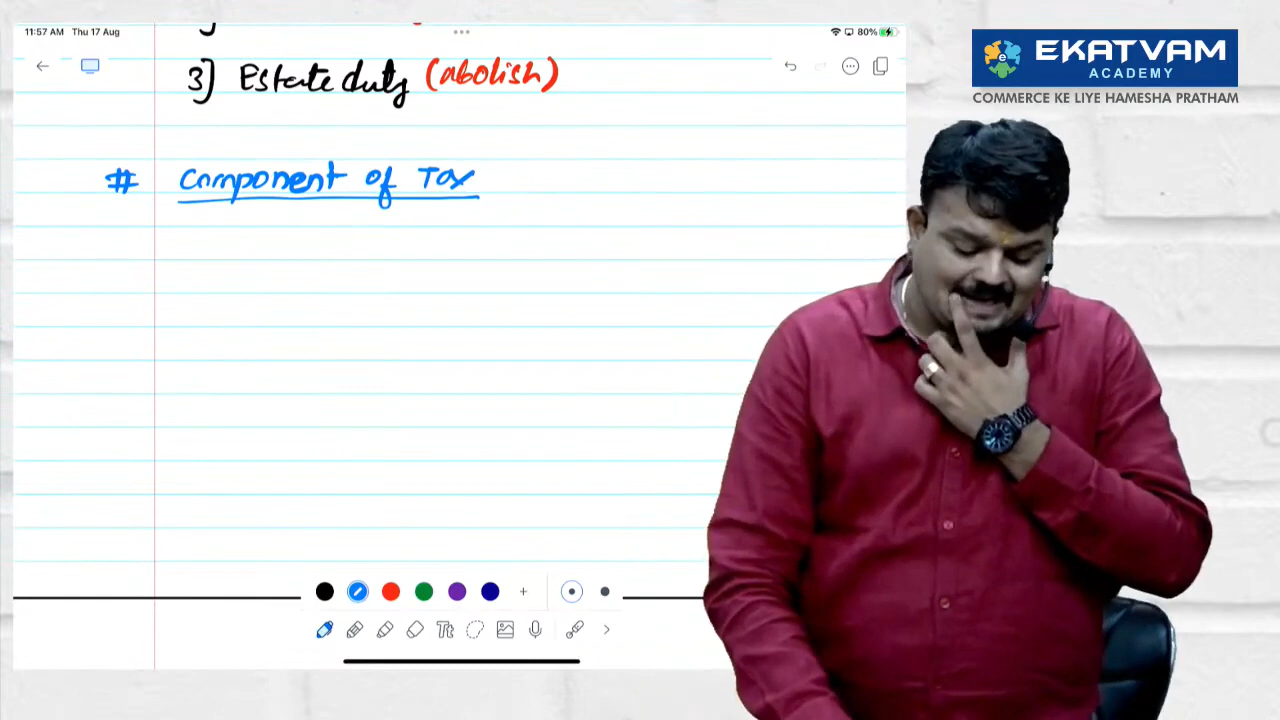 11:57 AM Thu 17 Aug
80%
3] Estate duty (abolish)
# Component of Tax
Tt
e
EKATVAM
ACADEMY
COMMERCE KE LIYE HAMESHA PRATHAM